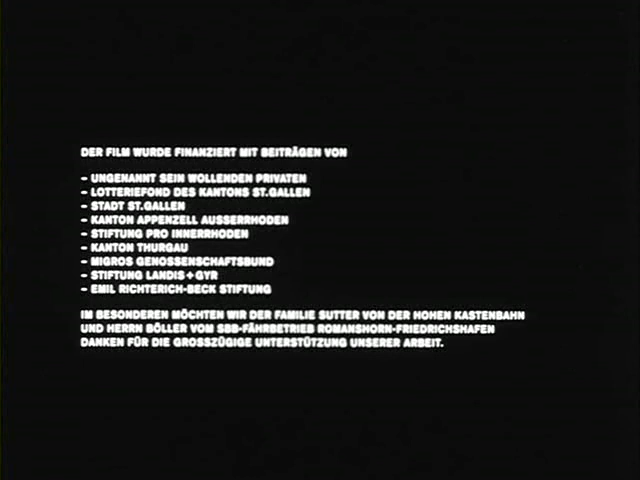 DER FILM WURDE FINANZIERT MIT BEITRÄGEN VON
- UNGENANNT SEIN WOLLENDEN PRIVATEN
- LOTTERIEFOND DES KANTONS ST.GALLEN
- STADT ST.GALLEN
- KANTON APPENZELL AUSSERRHODEN
- STIFTUNG PRO INNERRHODEN
- KANTON THURGAU
- MIGROS GENOSSENSCHAFTSBUND
- STIFTUNG LANDIS+GYR
- EMIL RICHTERICH-BECK STIFTUNG
IM BESONDEREN MÖCHTEN WIR DER FAMILIE SUTTER VON DER HOHEN KASTENBAHN
UND HERRN BÖLLER VOM SBB-FÄHRBETRIEB ROMANSHORN-FRIEDRICHSHAFEN
DANKEN FÜR DIE GROSSZÜGIGE UNTERSTÜTZUNG UNSERER ARBEIT.